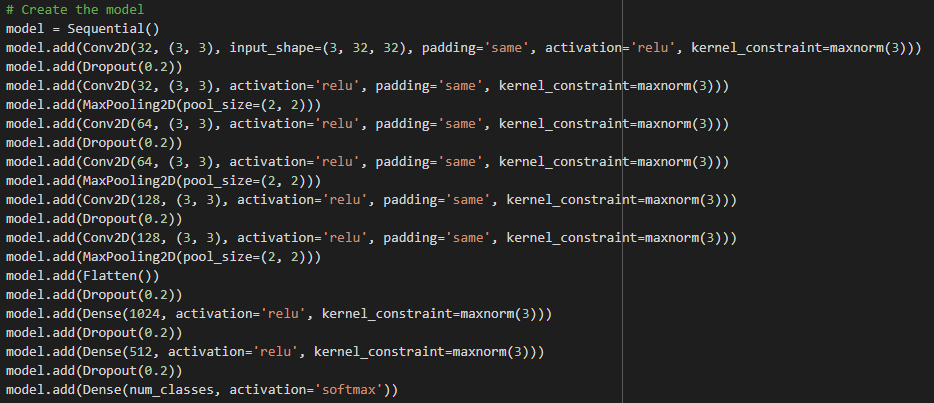 # Create the model
model = Sequential()
model.add(Conv2D(32, (3, 3), input_shape=(3, 32, 32), padding='same', activation='relu', kernel_constraint=maxnorm(3)))
model.add(Dropout(0.2))
model.add(Conv2D(32, (3, 3), activation='relu', padding='same', kernel_constraint=maxnorm(3)))
model.add(MaxPooling2D(pool_size=(2, 2)))
model.add(Conv2D(64, (3, 3), activation='relu', padding='same', kernel_constraint=maxnorm(3)))
model.add(Dropout(0.2))
model.add(Conv2D(64, (3, 3), activation='relu', padding='same', kernel_constraint=maxnorm(3)))
model.add(MaxPooling2D(pool_size=(2, 2)))
model.add(Conv2D(128, (3, 3), activation='relu', padding='same', kernel_constraint=maxnorm(3)))
model.add(Dropout(0.2))
model.add(Conv2D(128, (3, 3), activation='relu', padding='same', kernel_constraint=maxnorm(3)))
model.add(MaxPooling2D(pool_size=(2, 2)))
model.add(Flatten())
model.add(Dropout(0.2))
model.add(Dense(1024, activation='relu', kernel_constraint=maxnorm(3)))
model.add(Dropout(0.2))
model.add(Dense(512, activation='relu', kernel_constraint=maxnorm(3)))
model.add(Dropout(0.2))
model.add(Dense(num_classes, activation='softmax'))